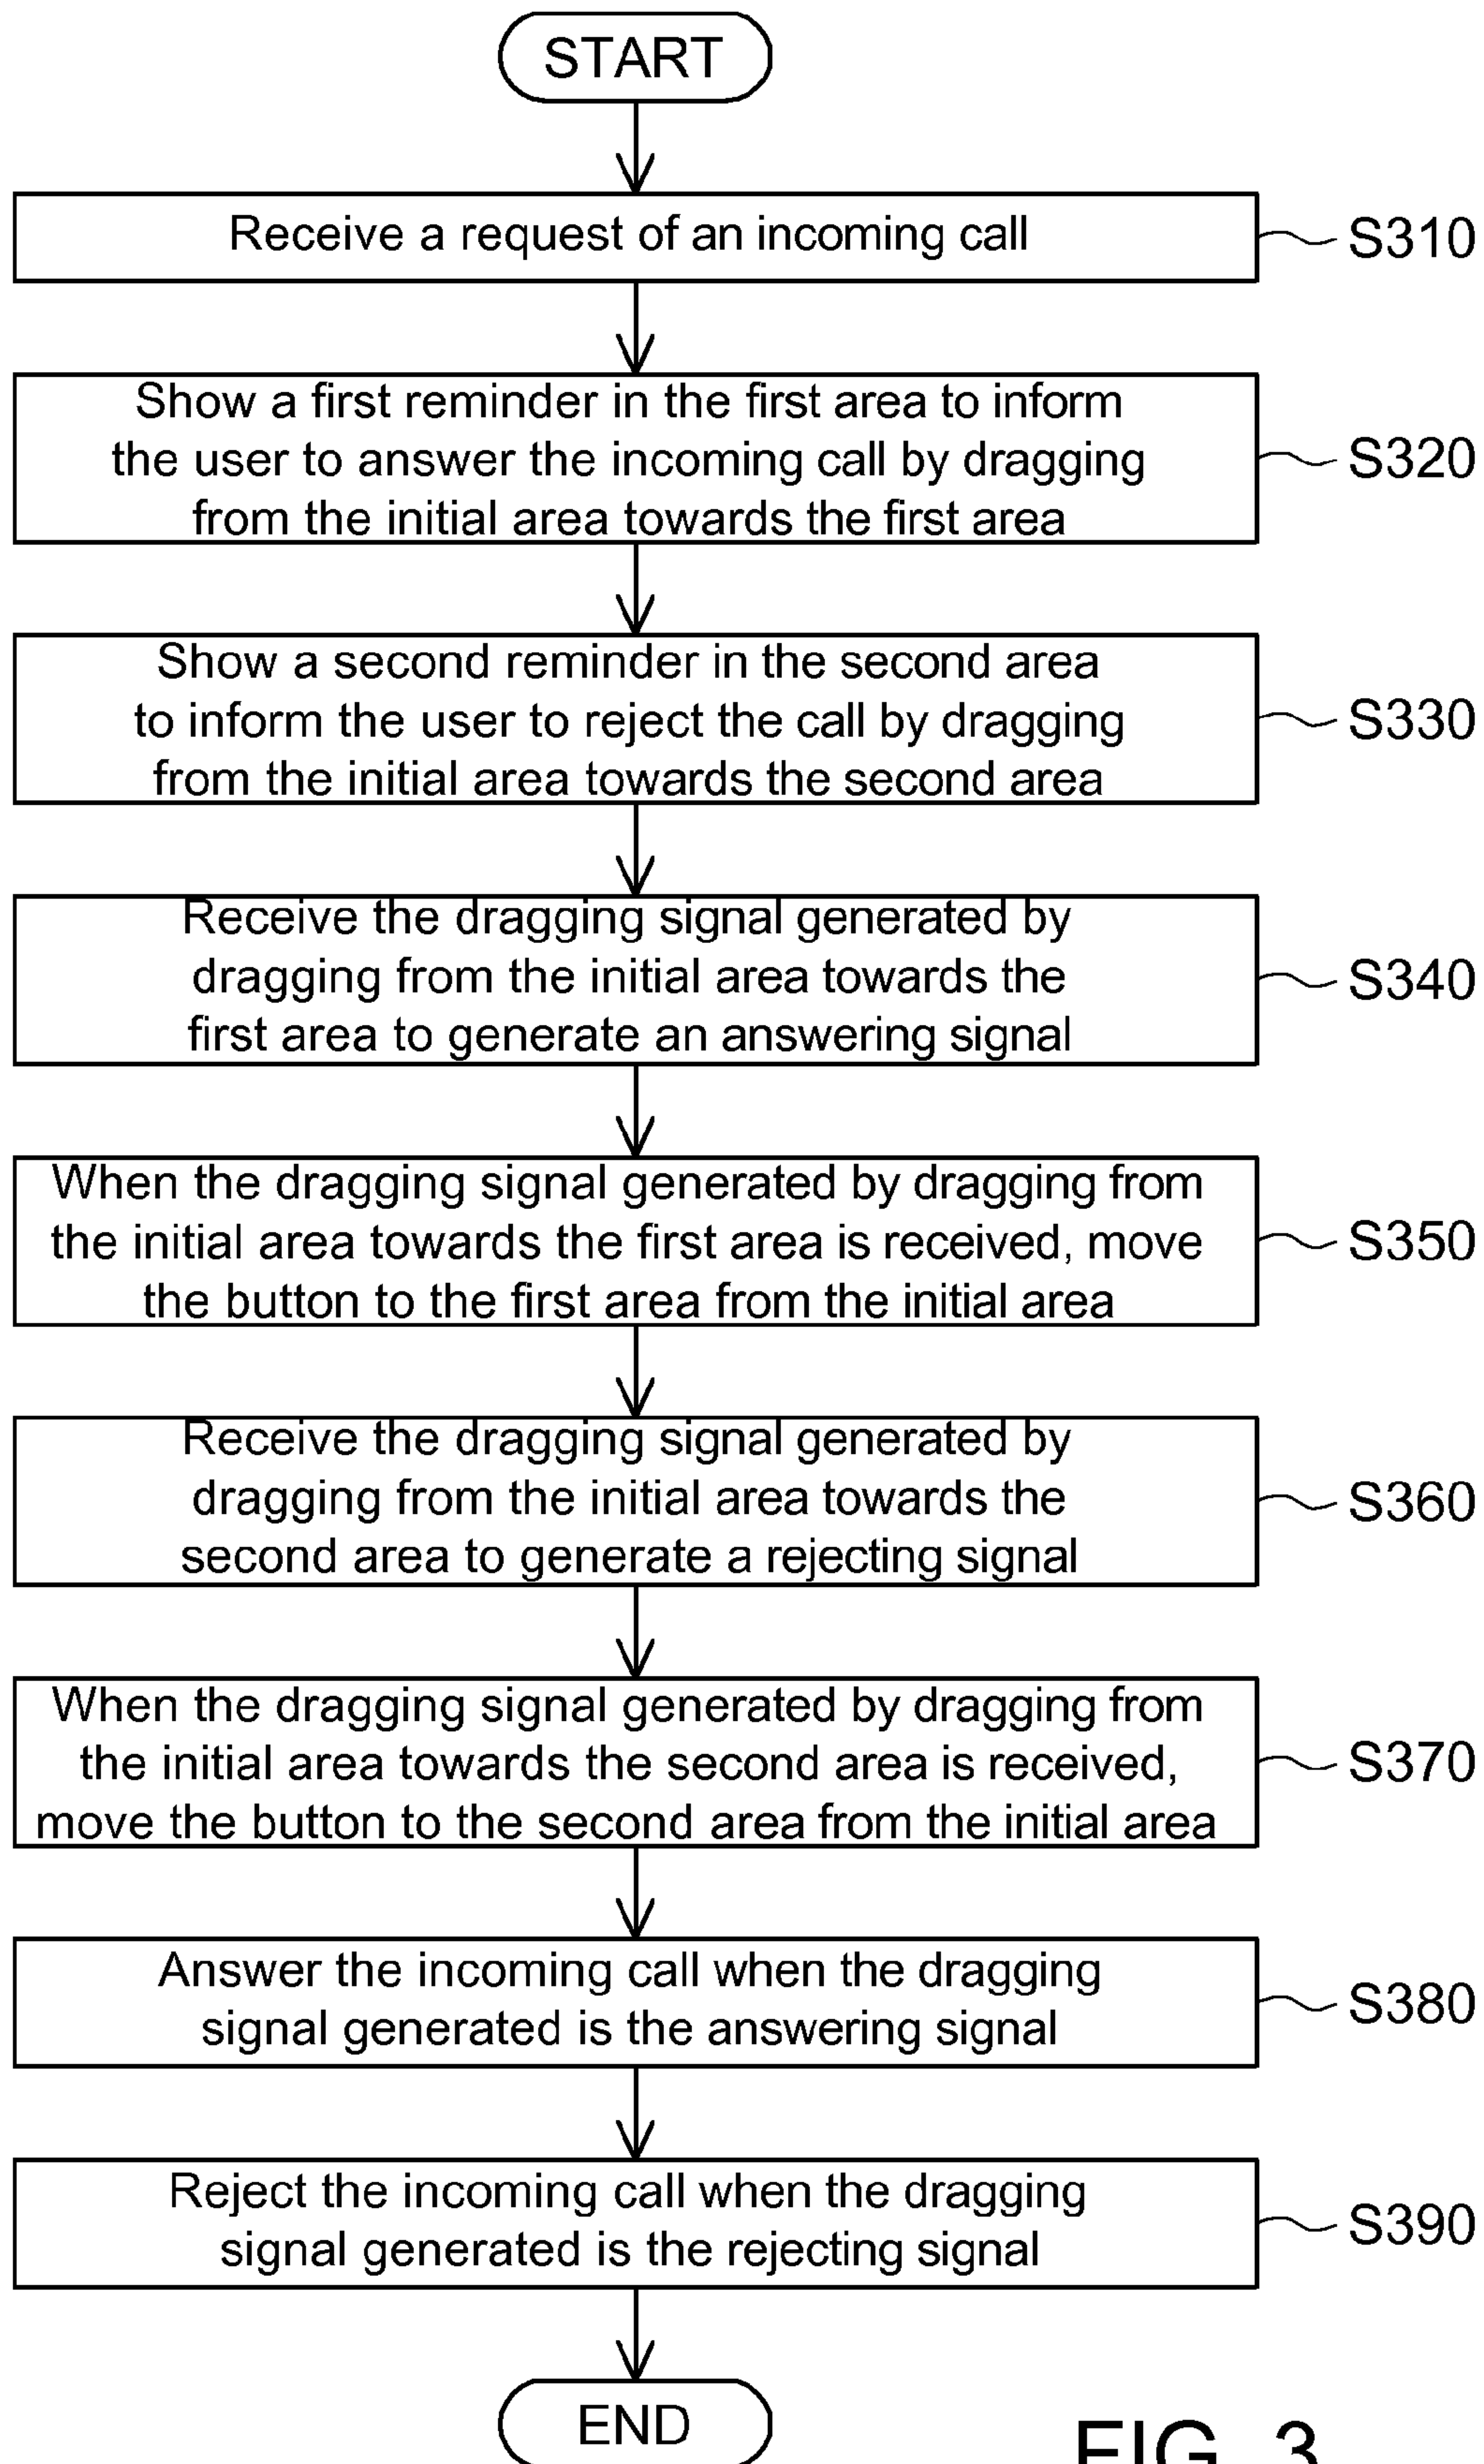 START
Receive a request of an incoming call
S310
Show a first reminder in the first area to inform
the user to answer the incoming call by dragging
from the initial area towards the first area
S320
Show a second reminder in the second area
to inform the user to reject the call by dragging
from the initial area towards the second area
S330
Receive the dragging signal generated by
dragging from the initial area towards the
first area to generate an answering signal
S340
When the dragging signal generated by dragging from
the initial area towards the first area is received, move
the button to the first area from the initial area
S350
Receive the dragging signal generated by
dragging from the initial area towards the
second area to generate a rejecting signal
S360
When the dragging signal generated by dragging from
the initial area towards the second area is received,
move the button to the second area from the initial area
S370
Answer the incoming call when the dragging
signal generated is the answering signal
S380
Reject the incoming call when the dragging
signal generated is the rejecting signal
S390
END
FIG. 3